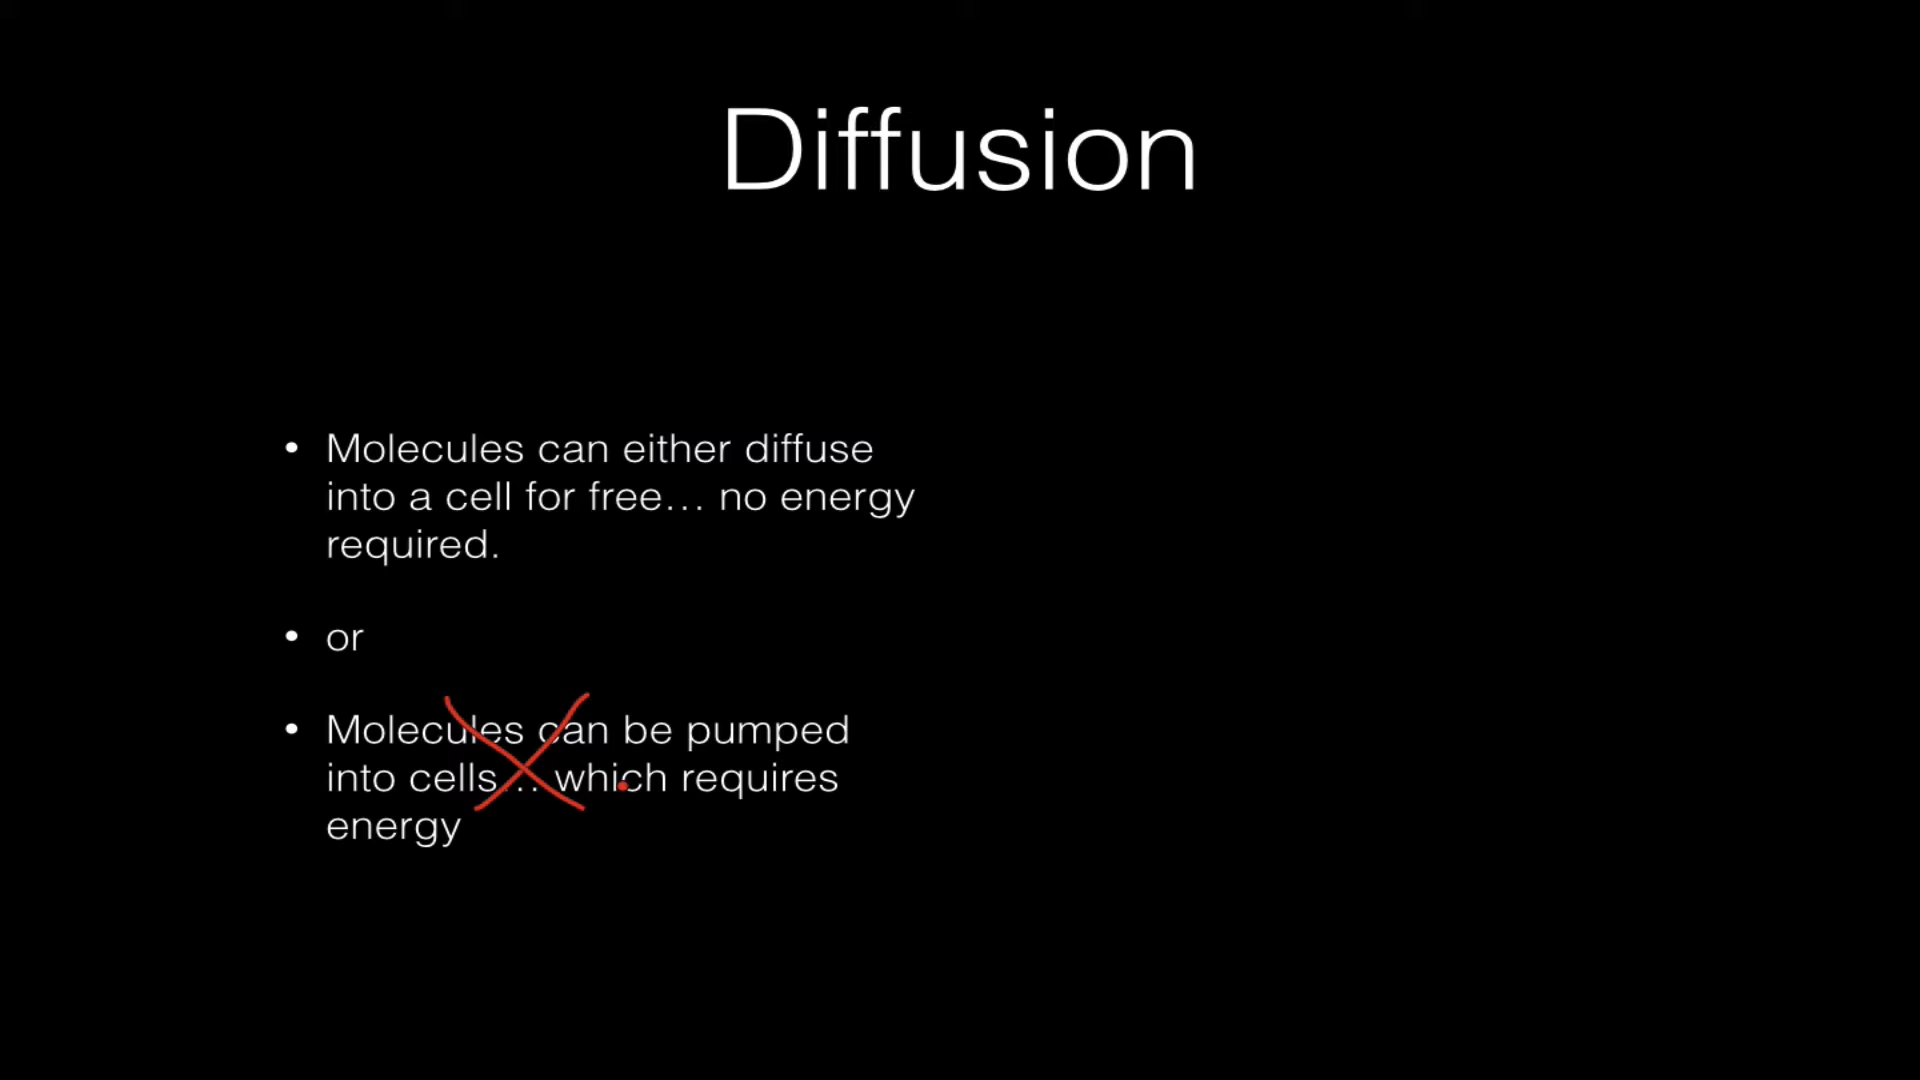 Diffusion
• Molecules can either diffuse
into a cell for free... no energy
required.
• or
• Molecules can be pumped
into cells... which requires
energy